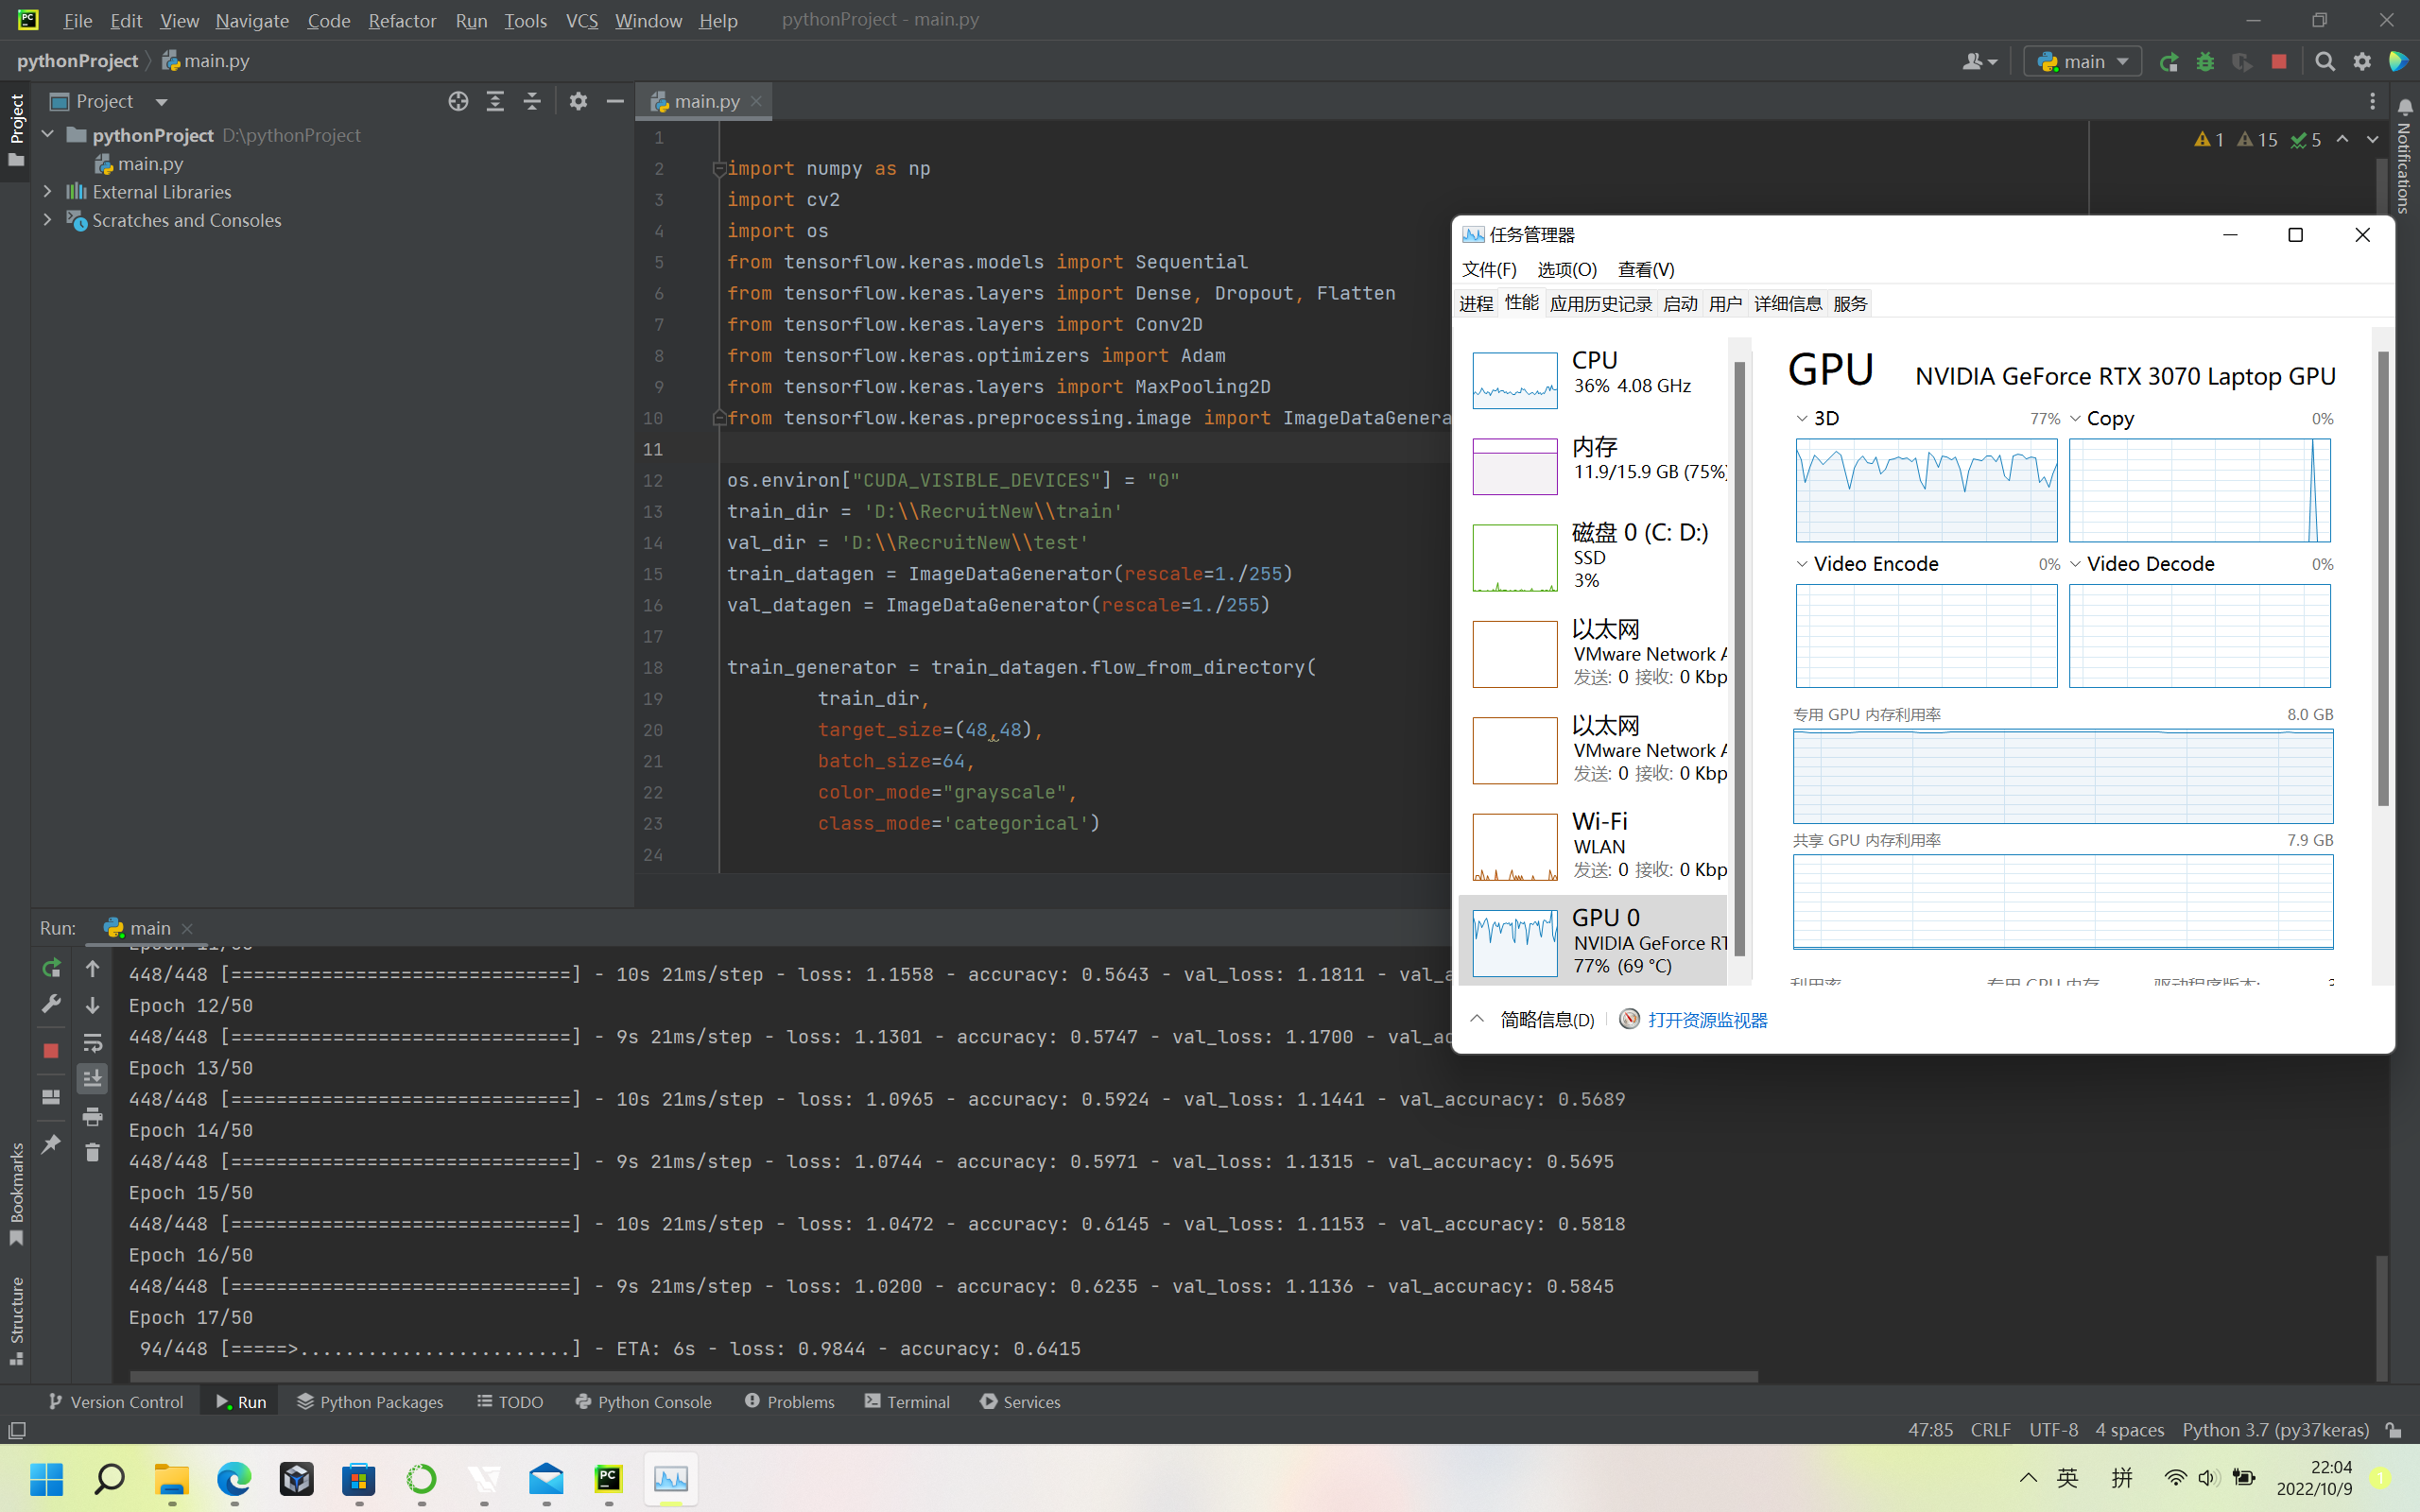 File Edit View Navigate Code Refactor Run Tools VCS Window Help pythonProject - main.py
pythonProject main.py
main
Project
main.py
pythonProject D:\pythonProject
main.py
External Libraries
Scratches and Consoles
Project
Notifications
1 15 5
1
2 import numpy as np
3 import cv2
4 import os
5 from tensorflow.keras.models import Sequential
6 from tensorflow.keras.layers import Dense, Dropout, Flatten
7 from tensorflow.keras.layers import Conv2D
8 from tensorflow.keras.optimizers import Adam
9 from tensorflow.keras.layers import MaxPooling2D
10 from tensorflow.keras.preprocessing.image import ImageDataGenera
11
12 os.environ["CUDA_VISIBLE_DEVICES"] = "0"
13 train_dir = 'D:\\RecruitNew\\train'
14 val_dir = 'D:\\RecruitNew\\test'
15 train_datagen = ImageDataGenerator(rescale=1./255)
16 val_datagen = ImageDataGenerator(rescale=1./255)
17
18 train_generator = train_datagen.flow_from_directory(
19 train_dir,
20 target_size=(48,48),
21 batch_size=64,
22 color_mode="grayscale",
23 class_mode='categorical')
24
任务管理器
文件(F) 选项(O) 查看(V)
进程 性能 应用历史记录 启动 用户 详细信息 服务
CPU
36% 4.08 GHz
内存
11.9/15.9 GB (75%)
磁盘 0 (C: D:)
SSD
3%
以太网
VMware Network A
发送: 0 接收: 0 Kbp
以太网
VMware Network A
发送: 0 接收: 0 Kbp
Wi-Fi
WLAN
发送: 0 接收: 0 Kbp
GPU 0
NVIDIA GeForce RT
77% (69 °C)
GPU NVIDIA GeForce RTX 3070 Laptop GPU
3D 77% Copy 0%
Video Encode 0% Video Decode 0%
专用 GPU 内存利用率 8.0 GB
共享 GPU 内存利用率 7.9 GB
利用率 专用 GPU 内存 驱动程序版本:
简略信息(D) 打开资源监视器
Run: main
Epoch 11/50
448/448 [==============================] - 10s 21ms/step - loss: 1.1558 - accuracy: 0.5643 - val_loss: 1.1811 - val_a
Epoch 12/50
448/448 [==============================] - 9s 21ms/step - loss: 1.1301 - accuracy: 0.5747 - val_loss: 1.1700 - val_ac
Epoch 13/50
448/448 [==============================] - 10s 21ms/step - loss: 1.0965 - accuracy: 0.5924 - val_loss: 1.1441 - val_accuracy: 0.5689
Epoch 14/50
448/448 [==============================] - 9s 21ms/step - loss: 1.0744 - accuracy: 0.5971 - val_loss: 1.1315 - val_accuracy: 0.5695
Epoch 15/50
448/448 [==============================] - 10s 21ms/step - loss: 1.0472 - accuracy: 0.6145 - val_loss: 1.1153 - val_accuracy: 0.5818
Epoch 16/50
448/448 [==============================] - 9s 21ms/step - loss: 1.0200 - accuracy: 0.6235 - val_loss: 1.1136 - val_accuracy: 0.5845
Epoch 17/50
94/448 [=====>........................] - ETA: 6s - loss: 0.9844 - accuracy: 0.6415
Bookmarks
Structure
Version Control Run Python Packages TODO Python Console Problems Terminal Services
47:85 CRLF UTF-8 4 spaces Python 3.7 (py37keras)
英 拼 22:04
2022/10/9 1